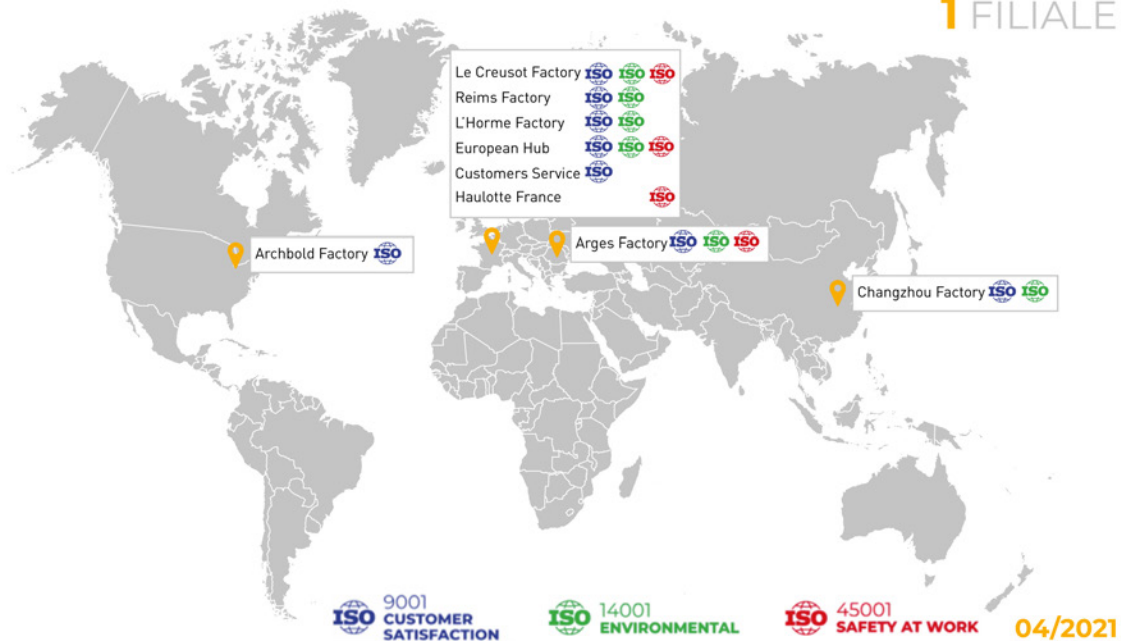 1 FILIALE
Le Creusot Factory ISO ISO ISO
Reims Factory ISO ISO
L'Horme Factory ISO ISO
European Hub ISO ISO ISO
Customers Service ISO
Haulotte France ISO
Archbold Factory ISO
Arges Factory ISO ISO ISO
Changzhou Factory ISO ISO
ISO 9001
CUSTOMER
SATISFACTION
ISO 14001
ENVIRONMENTAL
ISO 45001
SAFETY AT WORK
04/2021